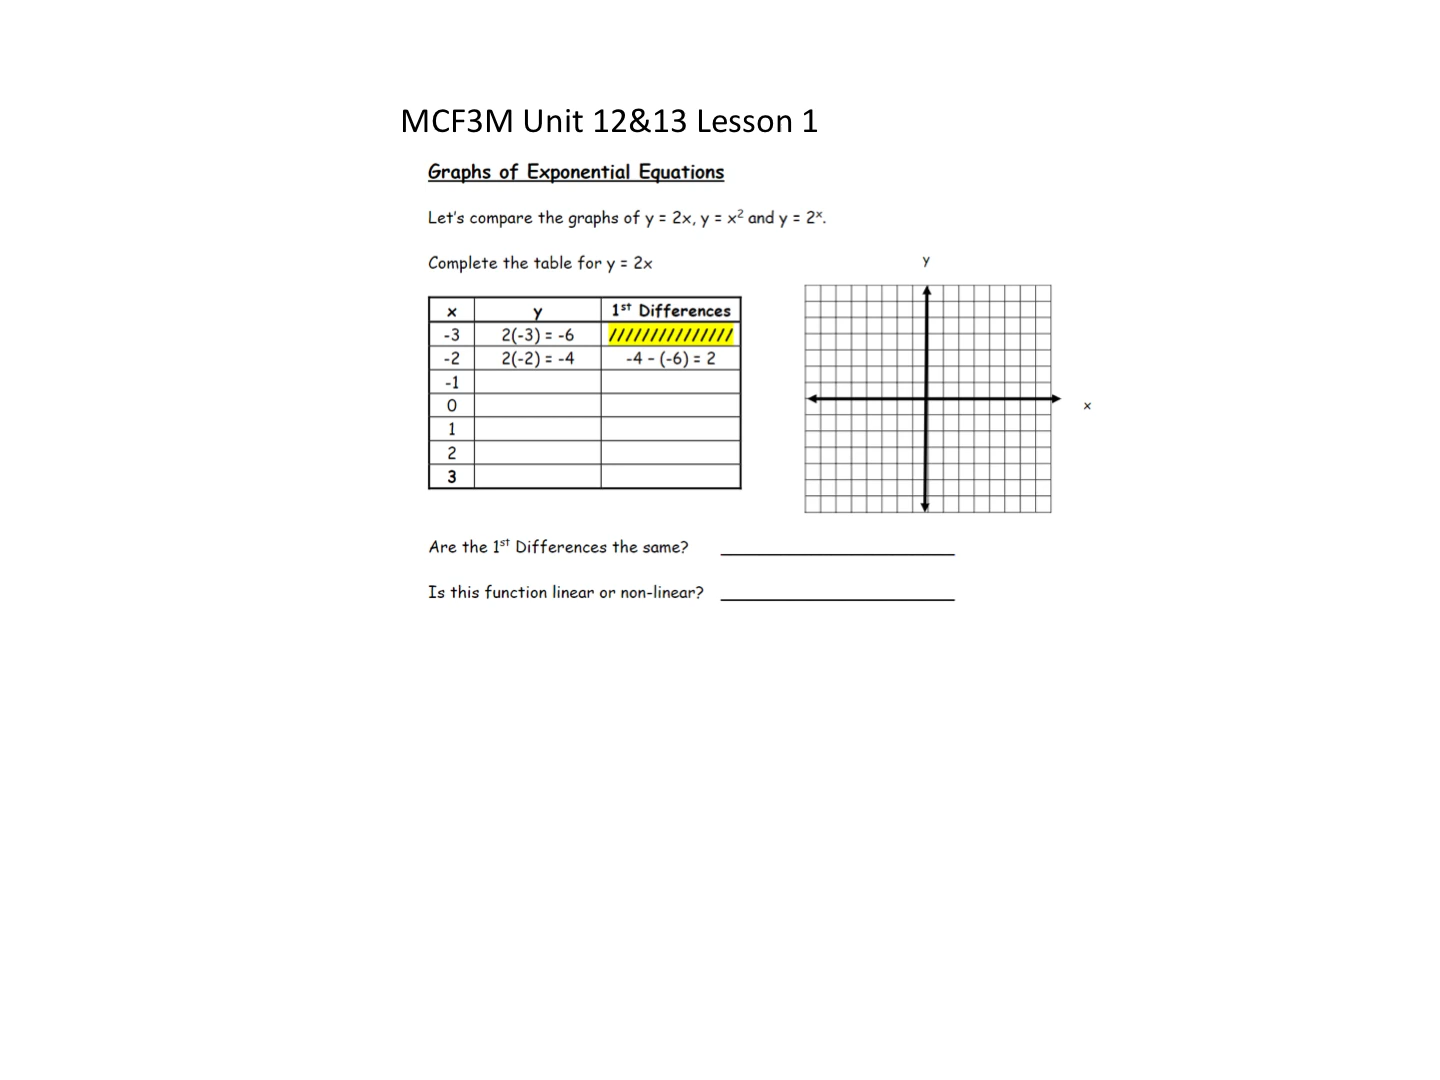 MCF3M Unit 12&13 Lesson 1
Graphs of Exponential Equations
Let's compare the graphs of y = 2x, y = x² and y = 2ˣ.
Complete the table for y = 2x
y
x y 1ˢᵗ Differences
-3 2(-3) = -6 ///////////////
-2 2(-2) = -4 -4 - (-6) = 2
-1
0
1
2
3
x
Are the 1ˢᵗ Differences the same?
Is this function linear or non-linear?